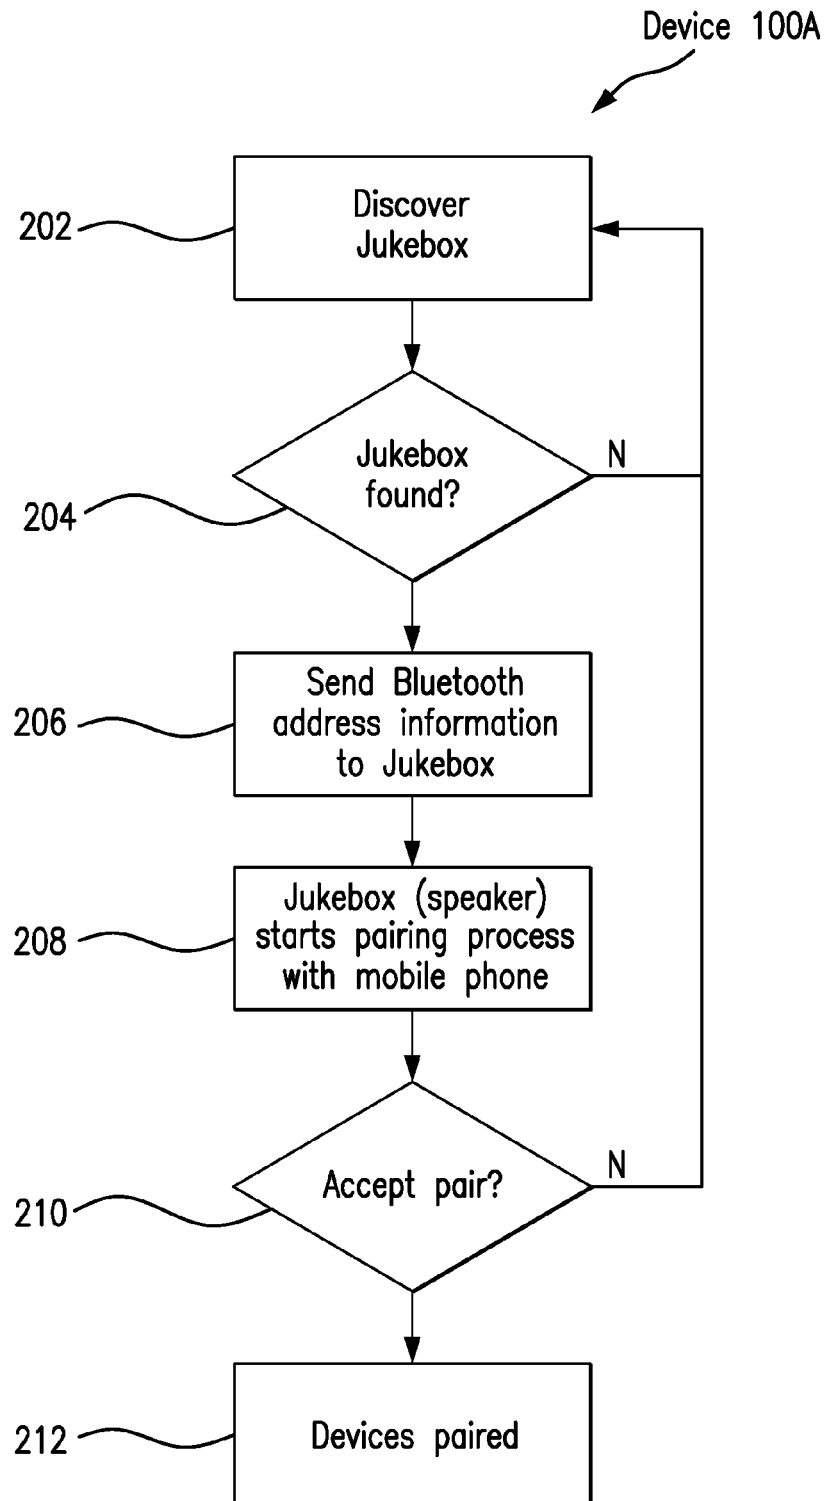 Device 100A
202
Discover
Jukebox
204
Jukebox
found?
N
206
Send Bluetooth
address information
to Jukebox
208
Jukebox (speaker)
starts pairing process
with mobile phone
210
Accept pair?
N
212
Devices paired